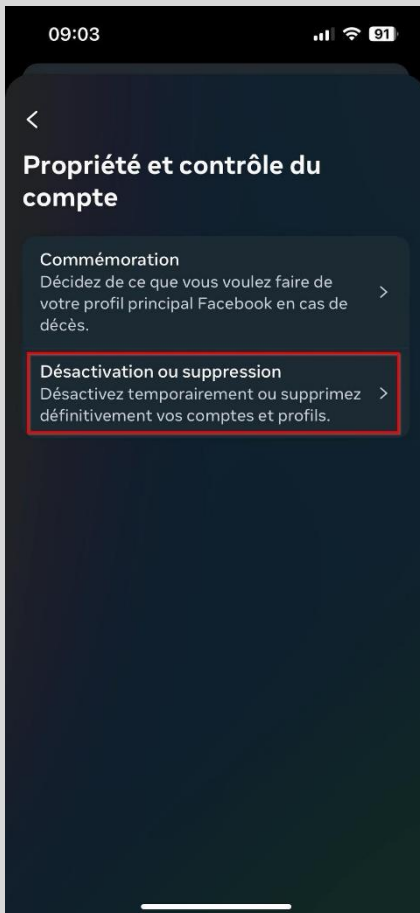 09:03
91
Propriété et contrôle du
compte
Commémoration
Décidez de ce que vous voulez faire de
votre profil principal Facebook en cas de
décès.
Désactivation ou suppression
Désactivez temporairement ou supprimez
définitivement vos comptes et profils.